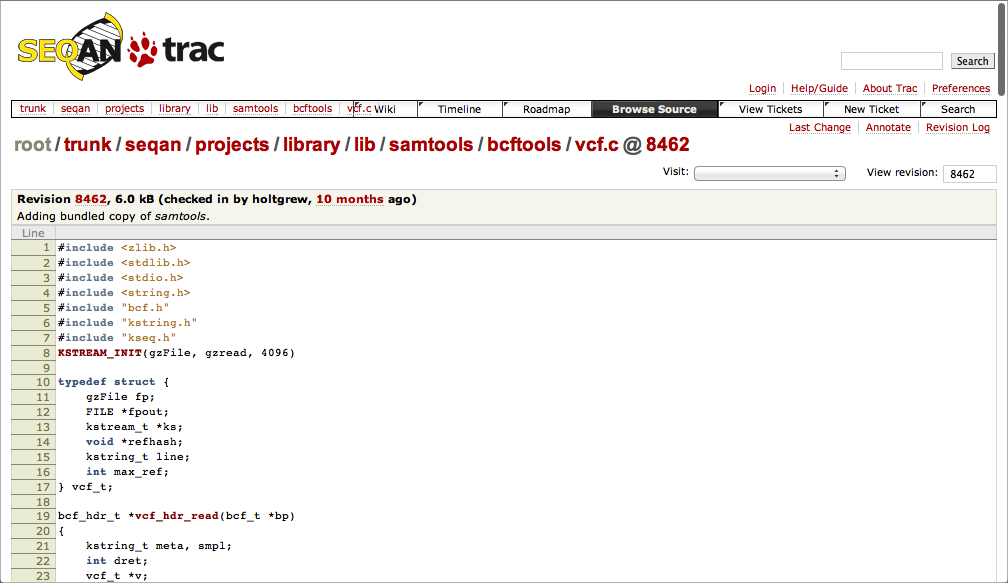 SEQAN trac
Search
Login Help/Guide About Trac Preferences
trunk seqan projects library lib samtools bcftools vcf.c Wiki Timeline Roadmap Browse Source View Tickets New Ticket Search
Last Change Annotate Revision Log
root/trunk/seqan/projects/library/lib/samtools/bcftools/vcf.c @ 8462
Visit: View revision: 8462
Revision 8462, 6.0 kB (checked in by holtgrew, 10 months ago)
Adding bundled copy of samtools.
Line
1 #include <zlib.h>
2 #include <stdlib.h>
3 #include <stdio.h>
4 #include <string.h>
5 #include "bcf.h"
6 #include "kstring.h"
7 #include "kseq.h"
8 KSTREAM_INIT(gzFile, gzread, 4096)
9
10 typedef struct {
11 gzFile fp;
12 FILE *fpout;
13 kstream_t *ks;
14 void *refhash;
15 kstring_t line;
16 int max_ref;
17 } vcf_t;
18
19 bcf_hdr_t *vcf_hdr_read(bcf_t *bp)
20 {
21 kstring_t meta, smpl;
22 int dret;
23 vcf_t *v;